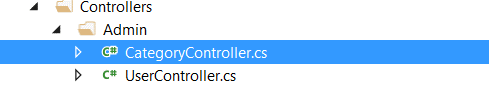 Controllers
Admin
C# CategoryController.cs
C# UserController.cs